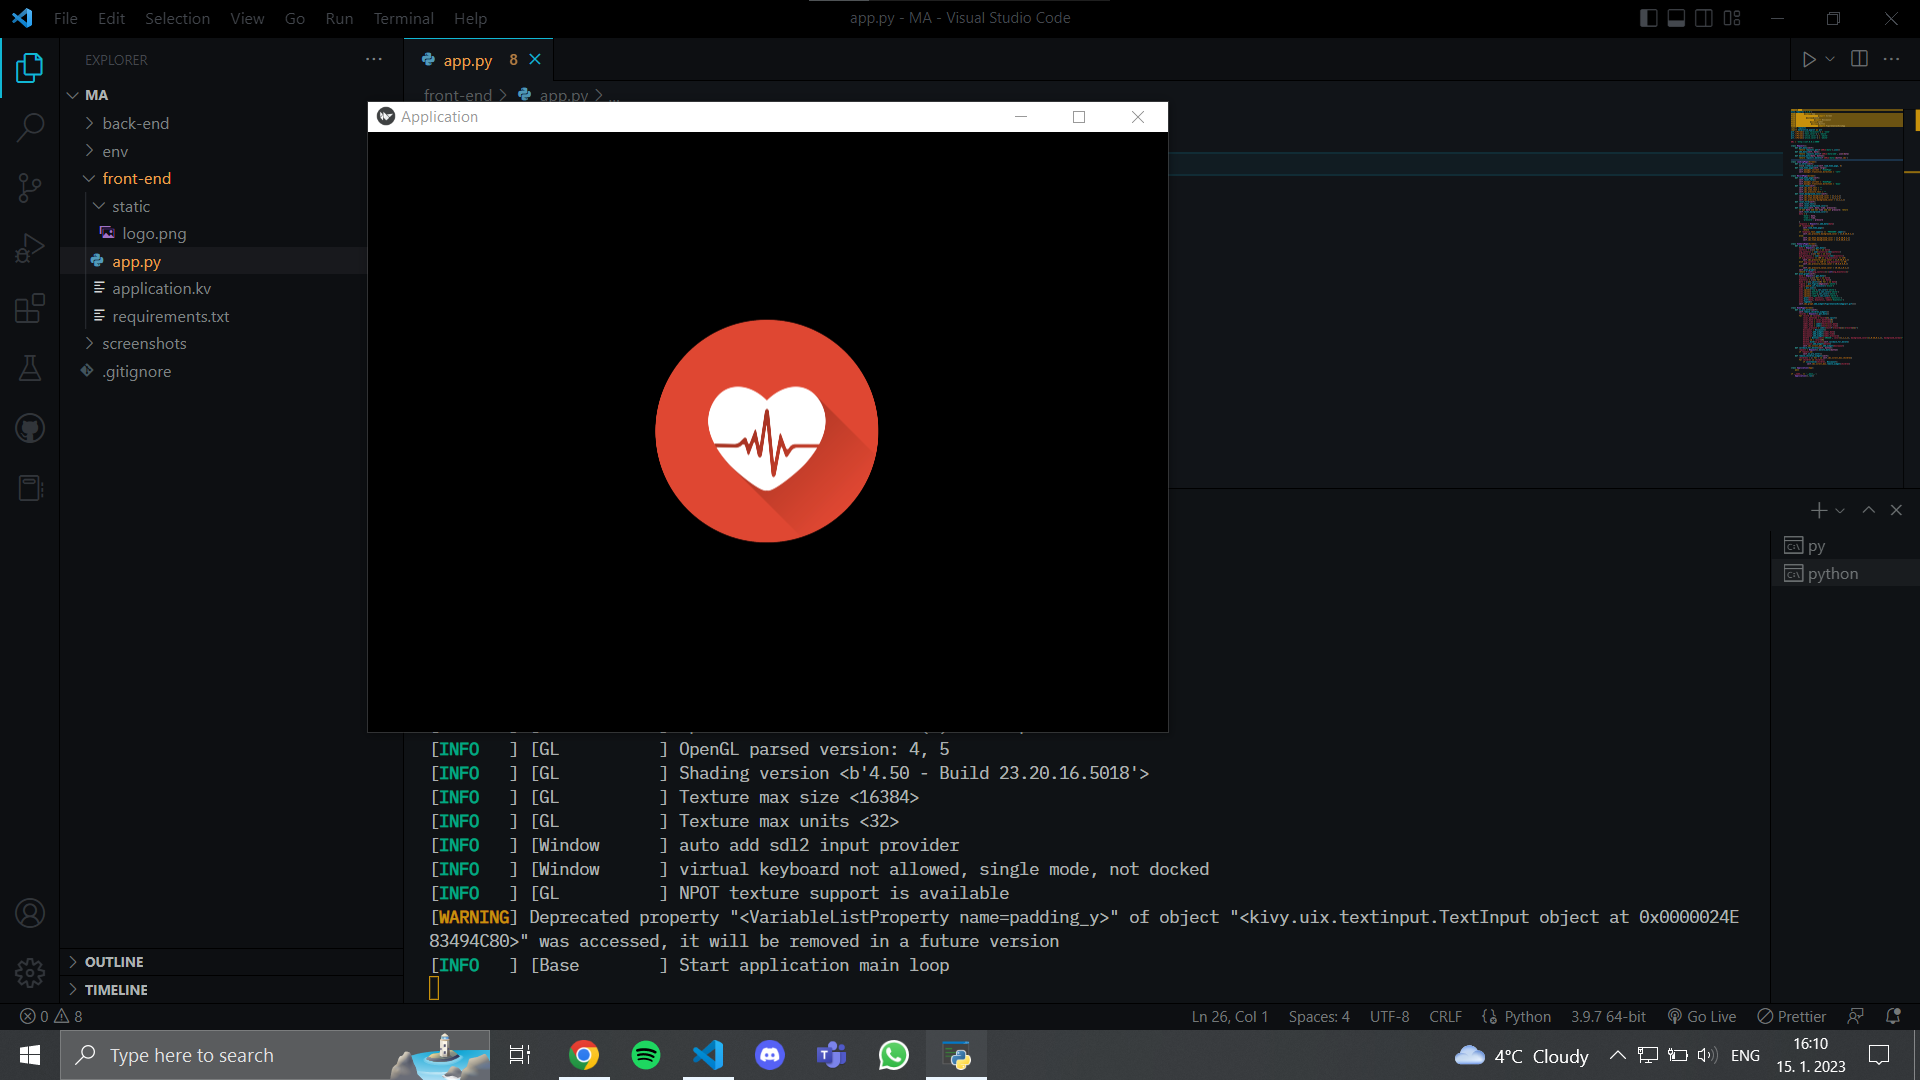 File Edit Selection View Go Run Terminal Help
app.py - MA - Visual Studio Code
EXPLORER
app.py 8
MA
front-end > app.py > ...
back-end
Application
env
front-end
static
logo.png
app.py
application.kv
requirements.txt
screenshots
.gitignore
py
python
[INFO   ] [GL          ] OpenGL parsed version: 4, 5
[INFO   ] [GL          ] Shading version <b'4.50 - Build 23.20.16.5018'>
[INFO   ] [GL          ] Texture max size <16384>
[INFO   ] [GL          ] Texture max units <32>
[INFO   ] [Window      ] auto add sdl2 input provider
[INFO   ] [Window      ] virtual keyboard not allowed, single mode, not docked
[INFO   ] [GL          ] NPOT texture support is available
[WARNING] Deprecated property "<VariableListProperty name=padding_y>" of object "<kivy.uix.textinput.TextInput object at 0x0000024E
83494C80>" was accessed, it will be removed in a future version
[INFO   ] [Base        ] Start application main loop
OUTLINE
TIMELINE
0 8
Ln 26, Col 1 Spaces: 4 UTF-8 CRLF Python 3.9.7 64-bit Go Live Prettier
Type here to search
4°C Cloudy
ENG
16:10
15. 1. 2023